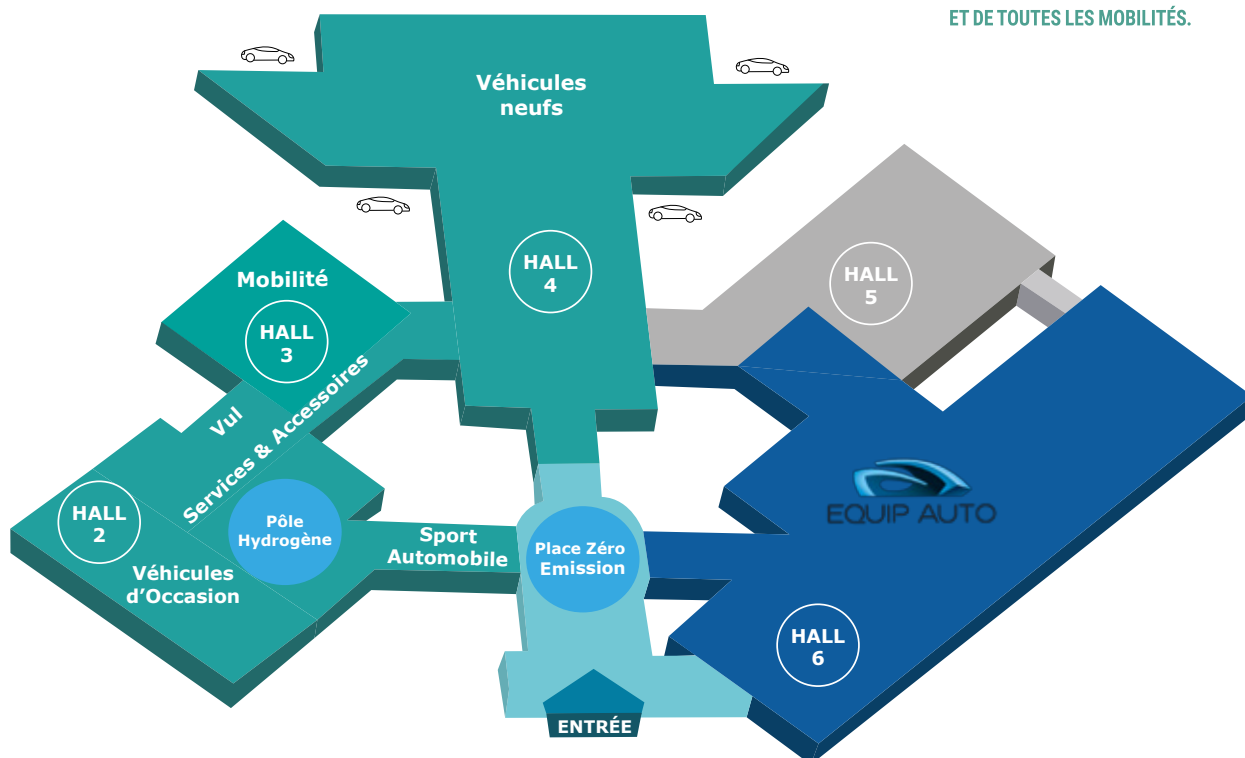 ET DE TOUTES LES MOBILITÉS.
Véhicules
neufs
HALL
4
HALL
5
Mobilité
HALL
3
Vul
Services & Accessoires
HALL
2
Pôle
Hydrogène
Véhicules
d'Occasion
Sport
Automobile
Place Zéro
Emission
EQUIP AUTO
HALL
6
ENTRÉE